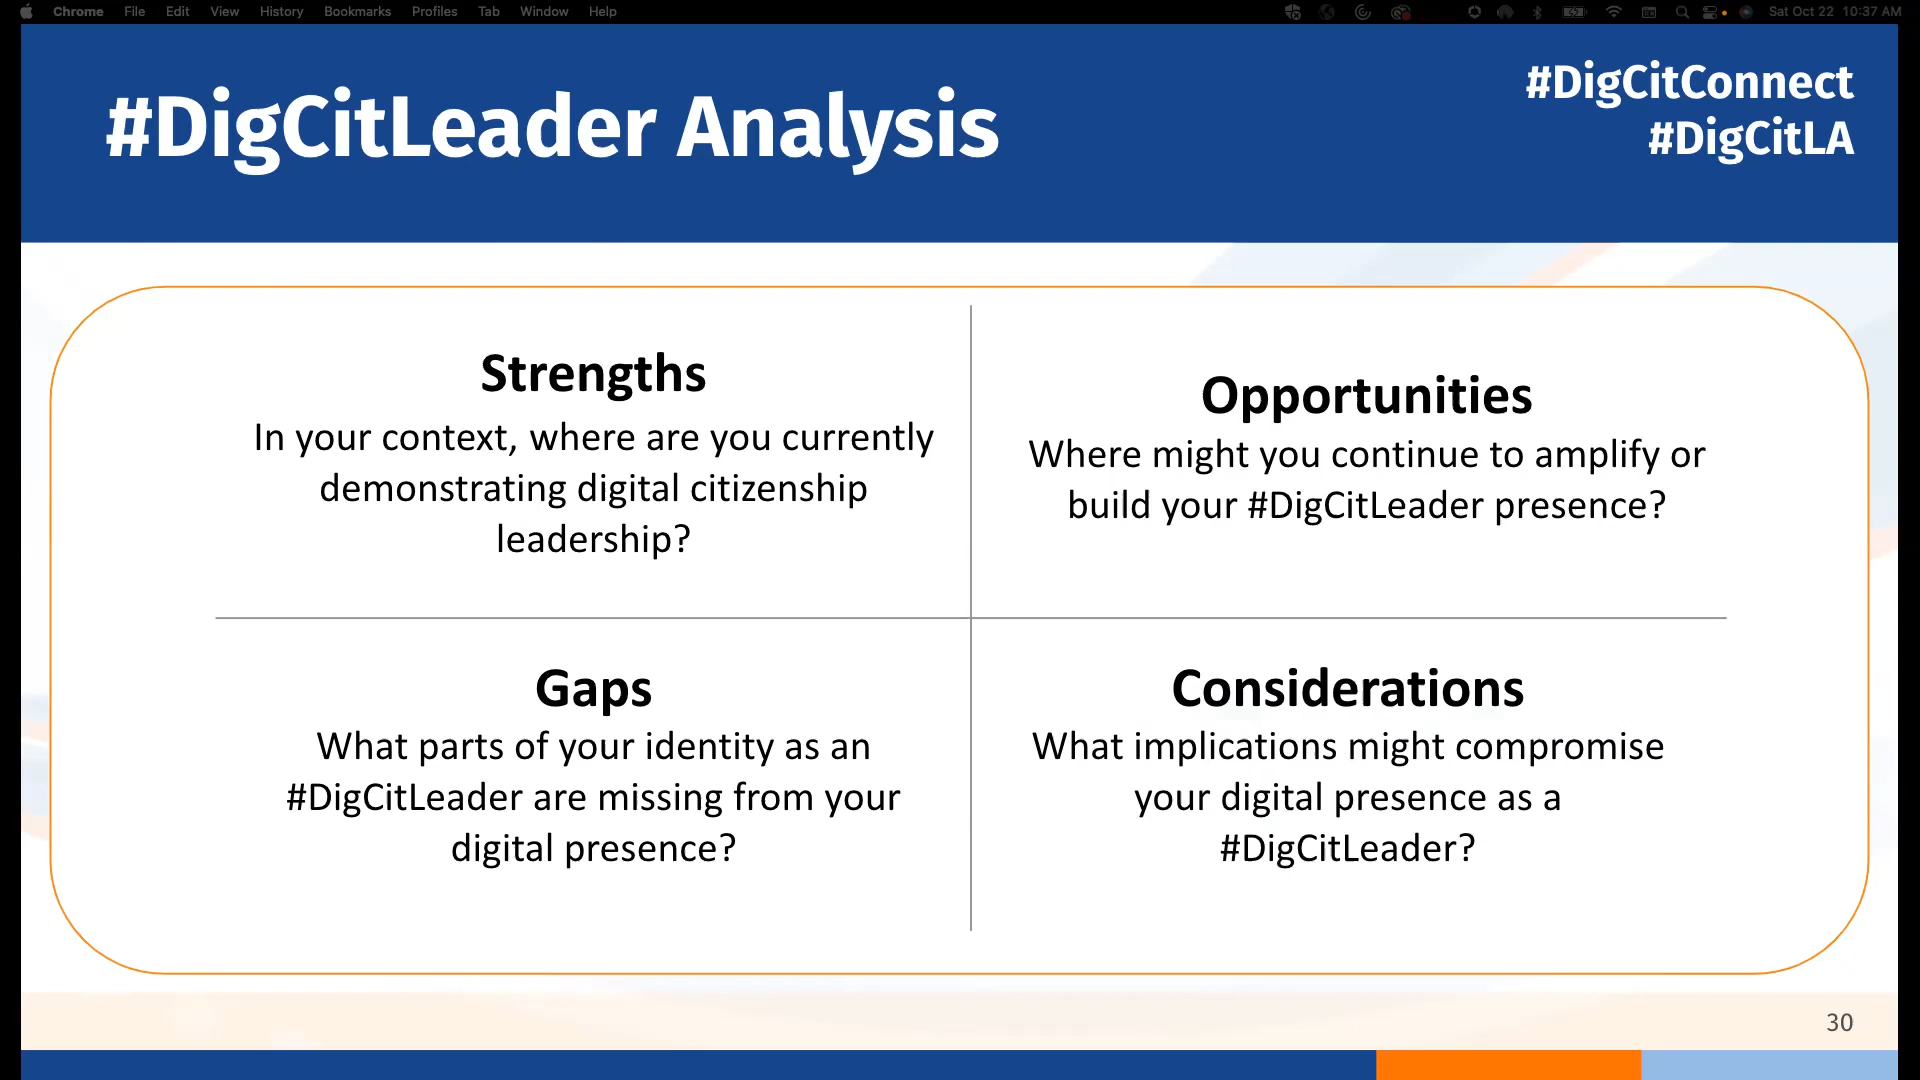 Chrome File Edit View History Bookmarks Profiles Tab Window Help Sat Oct 22 10:37 AM
#DigCitLeader Analysis
#DigCitConnect
#DigCitLA
Strengths
In your context, where are you currently
demonstrating digital citizenship
leadership?
Opportunities
Where might you continue to amplify or
build your #DigCitLeader presence?
Gaps
What parts of your identity as an
#DigCitLeader are missing from your
digital presence?
Considerations
What implications might compromise
your digital presence as a
#DigCitLeader?
30